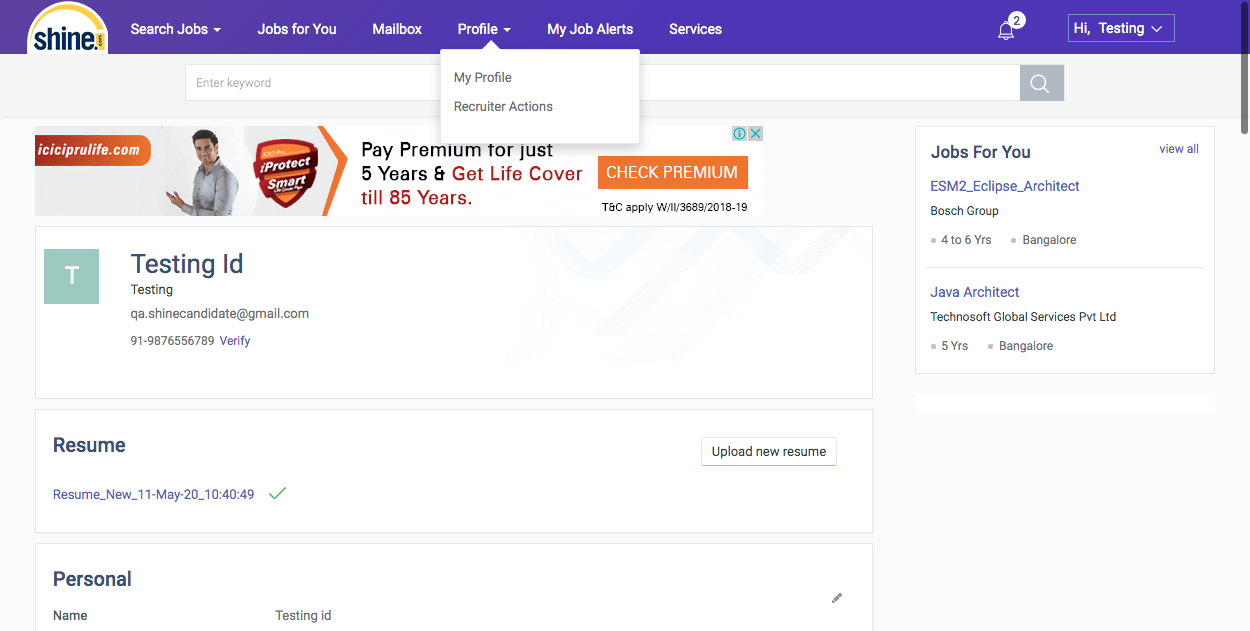 shine.com
Search Jobs
Jobs for You
Mailbox
Profile
My Job Alerts
Services
2
Hi, Testing
Enter keyword
My Profile
Recruiter Actions
iciciprulife.com
iProtect
Smart
Pay Premium for just
5 Years & Get Life Cover
till 85 Years.
CHECK PREMIUM
T&C apply W/II/3689/2018-19
T
Testing Id
Testing
qa.shinecandidate@gmail.com
91-9876556789 Verify
Resume
Upload new resume
Resume_New_11-May-20_10:40:49
Personal
Name Testing id
Jobs For You
view all
ESM2_Eclipse_Architect
Bosch Group
4 to 6 Yrs Bangalore
Java Architect
Technosoft Global Services Pvt Ltd
5 Yrs Bangalore